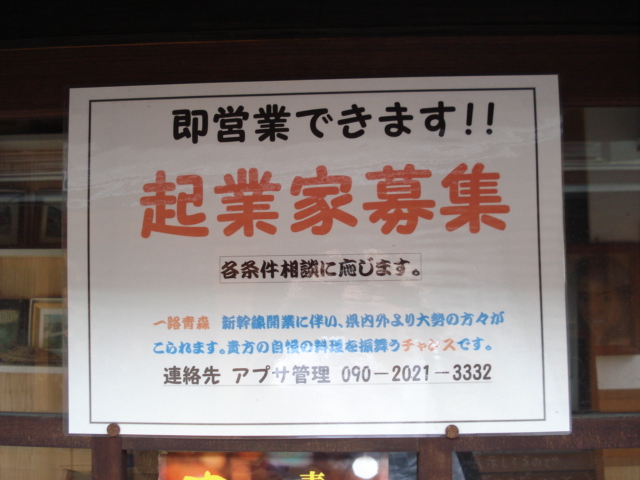 即営業できます!!
起業家募集
各条件相談に応じます。
一路青森 新幹線開業に伴い、県内外より大勢の方々が
こられます。貴方の自慢の料理を振舞うチャンスです。
連絡先 アプサ管理 090-2021-3332